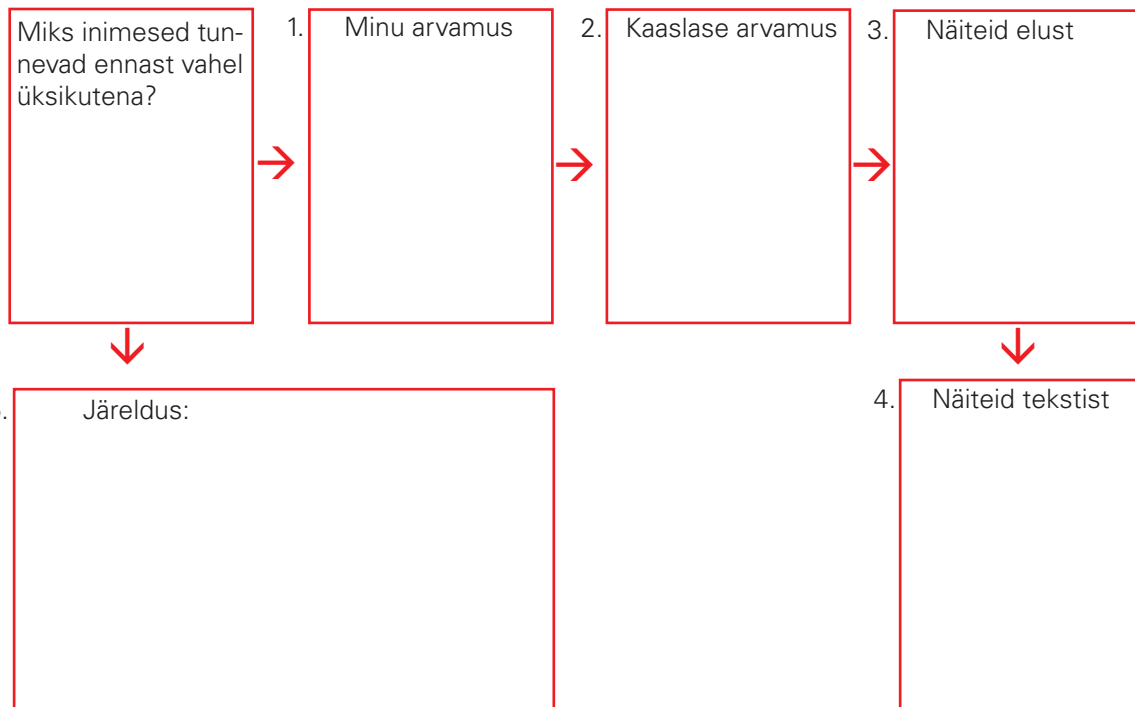 Miks inimesed tun-
nevad ennast vahel
üksikutena?
1. Minu arvamus
2. Kaaslase arvamus
3. Näiteid elust
4. Näiteid tekstist
Järeldus: